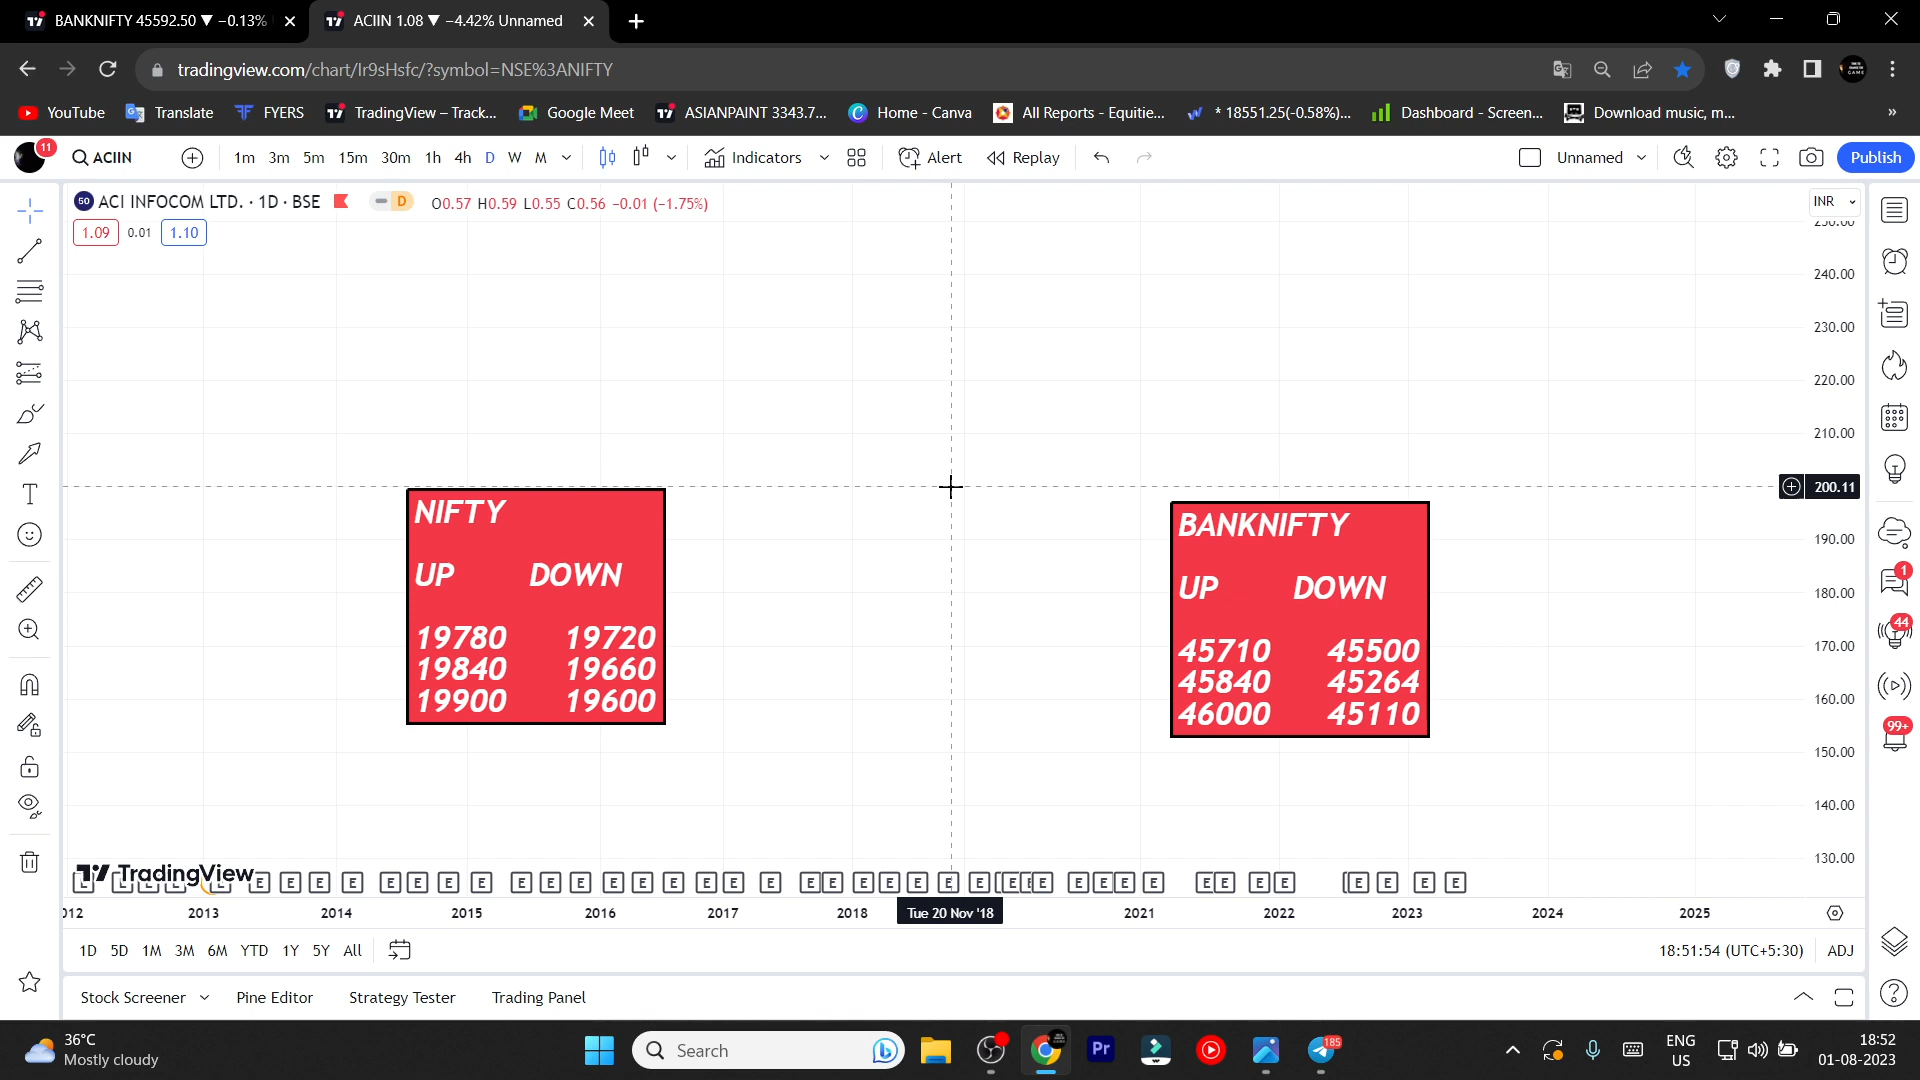 BANKNIFTY 45592.50 ▼ −0.13%
ACIIN 1.08 ▼ −4.42% Unnamed
tradingview.com/chart/Ir9sHsfc/?symbol=NSE%3ANIFTY
YouTube Translate FYERS TradingView – Track... Google Meet ASIANPAINT 3343.7... Home - Canva All Reports - Equitie... * 18551.25(-0.58%)... Dashboard - Screen... Download music, m... »
11 ACIIN 1m 3m 5m 15m 30m 1h 4h D W M Indicators Alert Replay Unnamed Publish
50 ACI INFOCOM LTD. · 1D · BSE D O0.57 H0.59 L0.55 C0.56 −0.01 (−1.75%) INR
1.09 0.01 1.10
240.00
230.00
220.00
210.00
200.11
190.00
180.00
170.00
160.00
150.00
140.00
130.00
NIFTY
UP DOWN
19780 19720
19840 19660
19900 19600
BANKNIFTY
UP DOWN
45710 45500
45840 45264
46000 45110
1
44
99+
TradingView
E E E E E E E E E E E E E E E E E E E E E E E E E E E E E E E E E E E E E E
012 2013 2014 2015 2016 2017 2018 Tue 20 Nov '18 2021 2022 2023 2024 2025
1D 5D 1M 3M 6M YTD 1Y 5Y All 18:51:54 (UTC+5:30) ADJ
Stock Screener Pine Editor Strategy Tester Trading Panel
36°C
Mostly cloudy
Search
Pr
185
ENG
US
18:52
01-08-2023